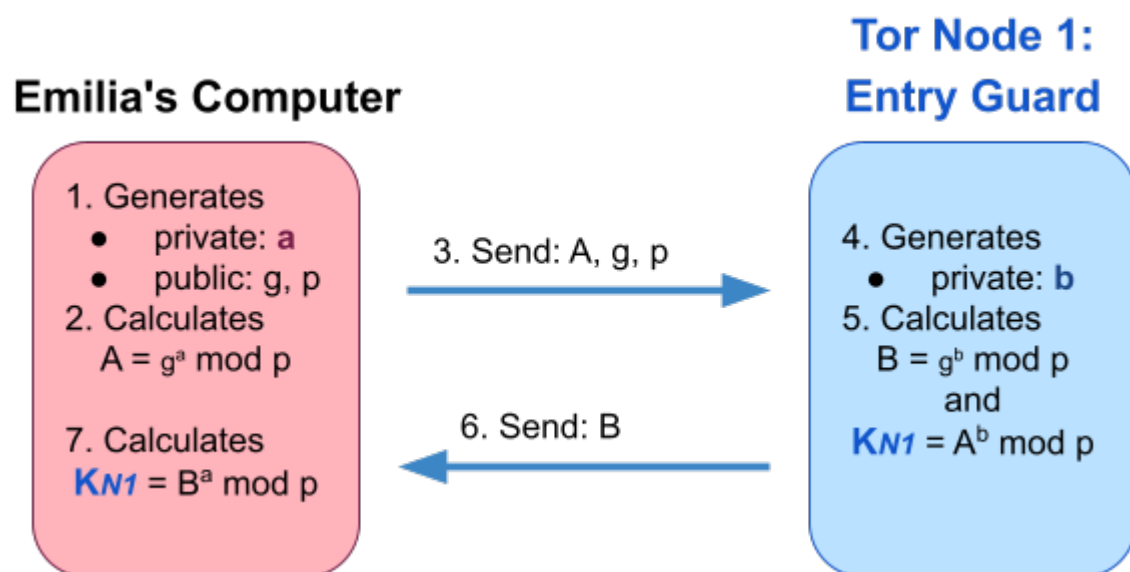 Emilia's Computer
1. Generates
● private: a
● public: g, p
2. Calculates
A = gᵃ mod p
7. Calculates
KN1 = Bᵃ mod p
3. Send: A, g, p
6. Send: B
Tor Node 1:
Entry Guard
4. Generates
● private: b
5. Calculates
B = gᵇ mod p
and
KN1 = Aᵇ mod p